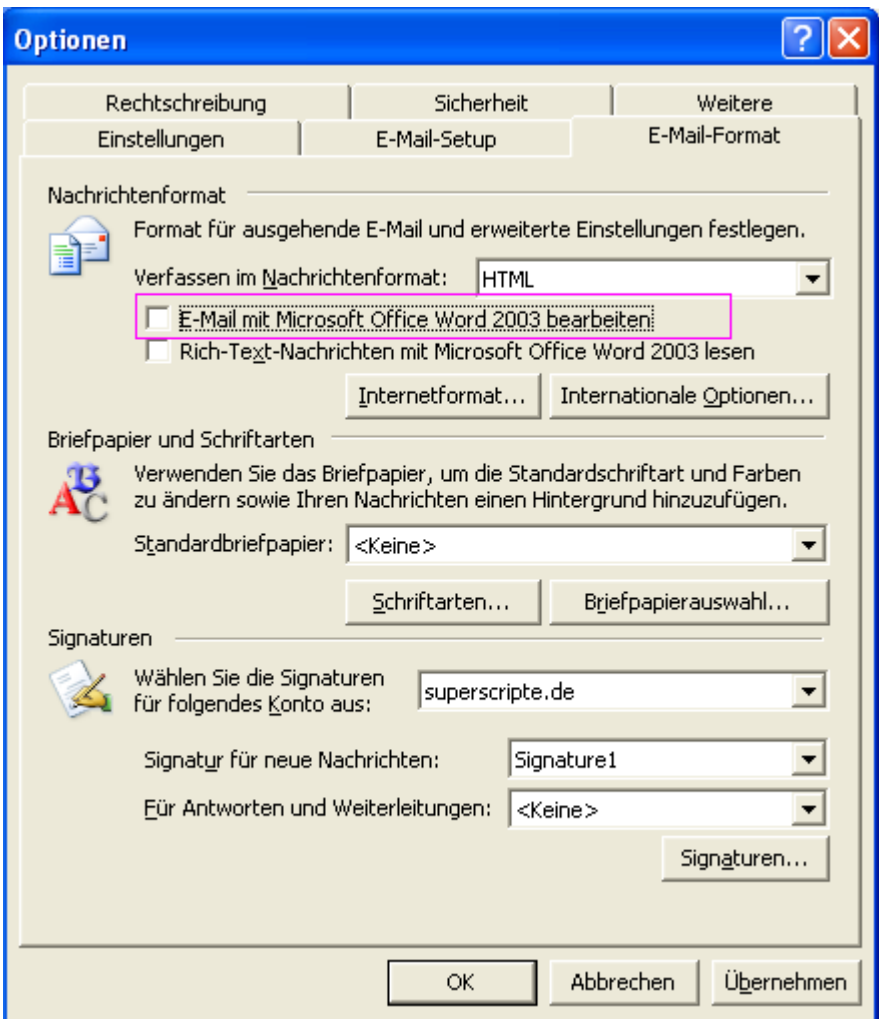 Optionen
Rechtschreibung Sicherheit Weitere
Einstellungen E-Mail-Setup E-Mail-Format
Nachrichtenformat
Format für ausgehende E-Mail und erweiterte Einstellungen festlegen.
Verfassen im Nachrichtenformat: HTML
E-Mail mit Microsoft Office Word 2003 bearbeiten
Rich-Text-Nachrichten mit Microsoft Office Word 2003 lesen
Internetformat... Internationale Optionen...
Briefpapier und Schriftarten
Verwenden Sie das Briefpapier, um die Standardschriftart und Farben
zu ändern sowie Ihren Nachrichten einen Hintergrund hinzuzufügen.
Standardbriefpapier: <Keine>
Schriftarten... Briefpapierauswahl...
Signaturen
Wählen Sie die Signaturen
für folgendes Konto aus: superscripte.de
Signatur für neue Nachrichten: Signature1
Für Antworten und Weiterleitungen: <Keine>
Signaturen...
OK Abbrechen Übernehmen